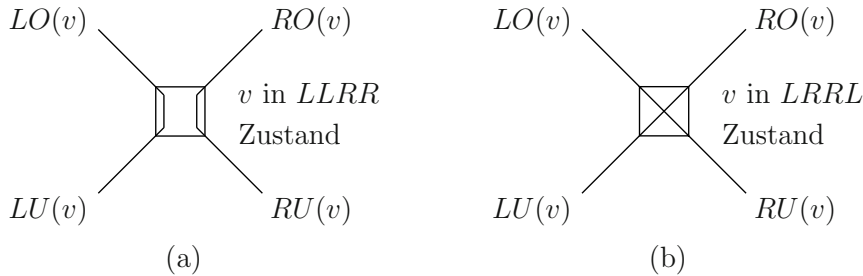 LO(v) RO(v) LO(v) RO(v)
v in LLRR v in LRRL
Zustand Zustand
LU(v) RU(v) LU(v) RU(v)
(a) (b)